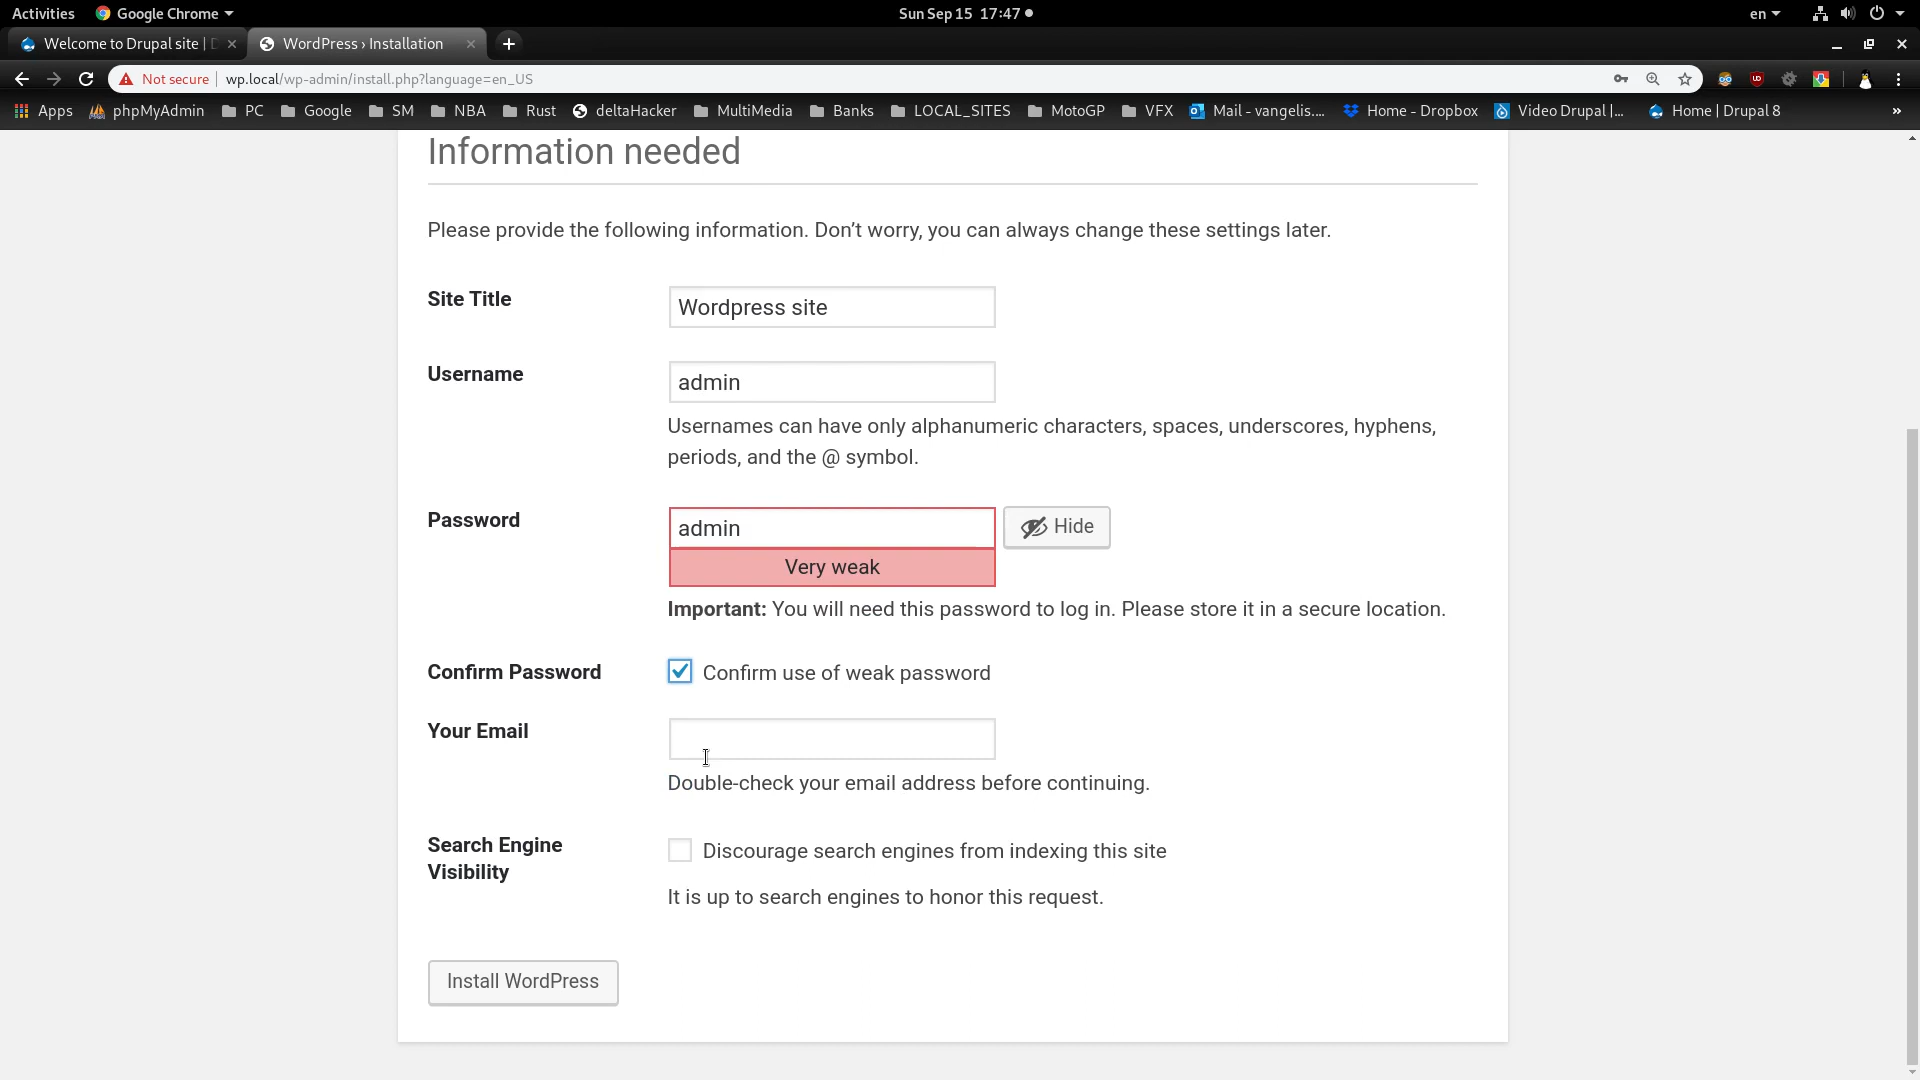 Activities Google Chrome Sun Sep 15 17:47 en
Welcome to Drupal site | WordPress › Installation
Not secure wp.local/wp-admin/install.php?language=en_US
Apps phpMyAdmin PC Google SM NBA Rust deltaHacker MultiMedia Banks LOCAL_SITES MotoGP VFX Mail - vangelis.... Home - Dropbox Video Drupal |... Home | Drupal 8 »
Information needed
Please provide the following information. Don’t worry, you can always change these settings later.
Site Title Wordpress site
Username admin
Usernames can have only alphanumeric characters, spaces, underscores, hyphens,
periods, and the @ symbol.
Password admin Hide
Very weak
Important: You will need this password to log in. Please store it in a secure location.
Confirm Password Confirm use of weak password
Your Email
Double-check your email address before continuing.
Search Engine
Visibility
Discourage search engines from indexing this site
It is up to search engines to honor this request.
Install WordPress